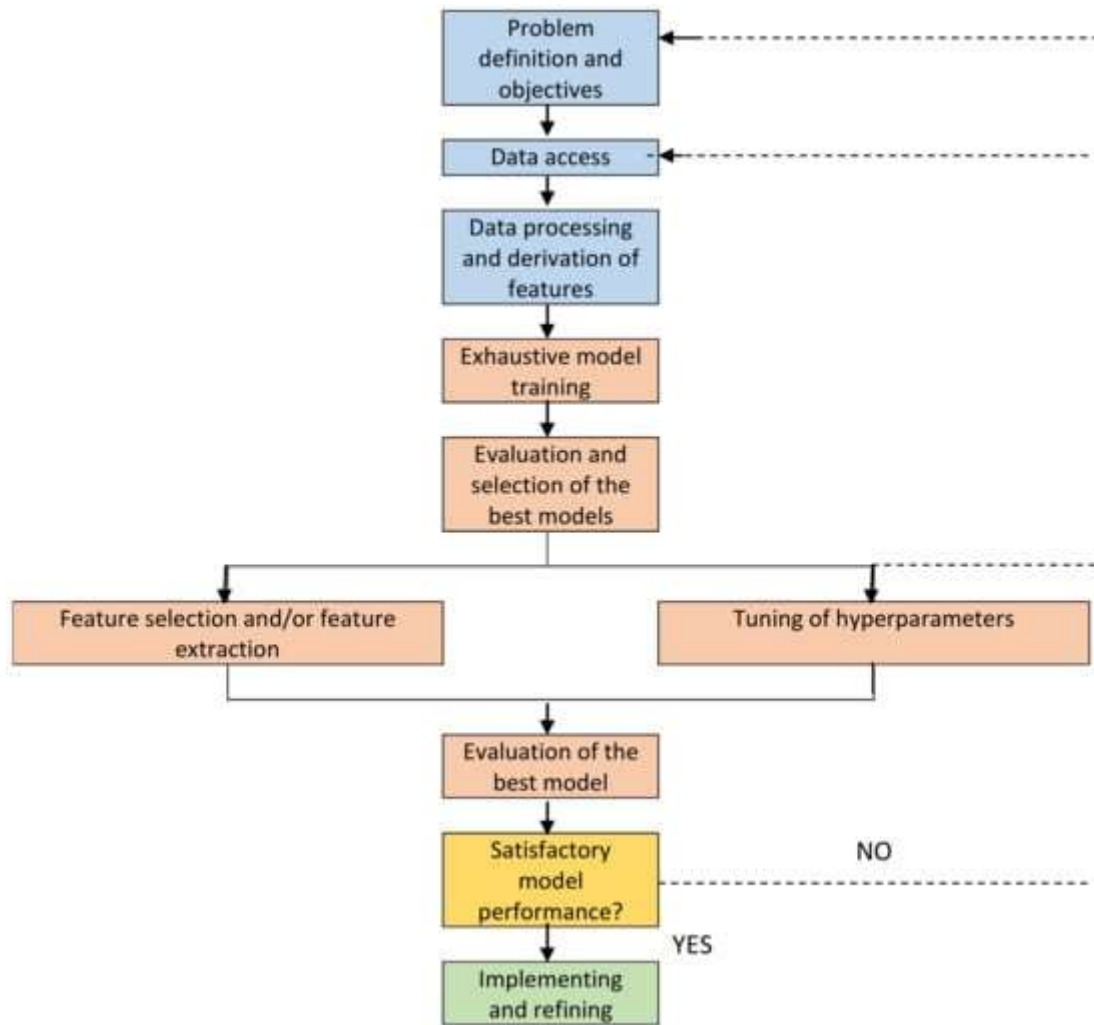 Problem
definition and
objectives
Data access
Data processing
and derivation of
features
Exhaustive model
training
Evaluation and
selection of the
best models
Feature selection and/or feature
extraction
Tuning of hyperparameters
Evaluation of the
best model
Satisfactory
model
performance?
NO
YES
Implementing
and refining